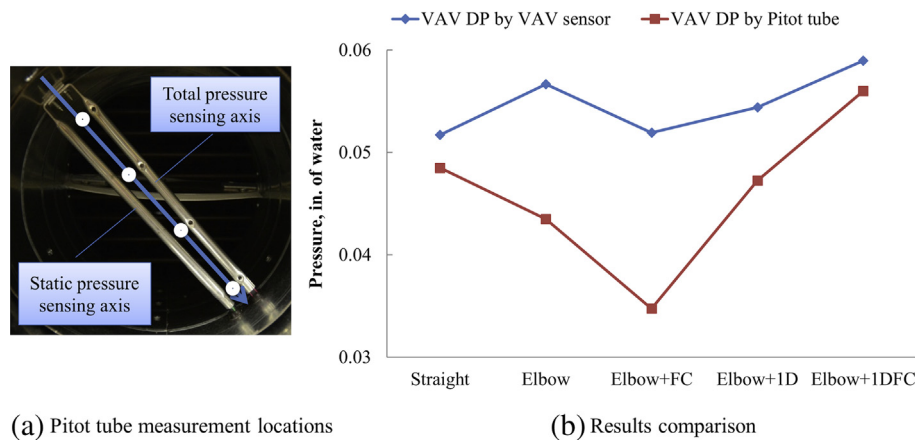 VAV DP by VAV sensor
VAV DP by Pitot tube
Total pressure
sensing axis
Static pressure
sensing axis
Pressure, in. of water
0.06
0.05
0.04
0.03
Straight
Elbow
Elbow+FC
Elbow+1D
Elbow+1DFC
(a) Pitot tube measurement locations
(b) Results comparison